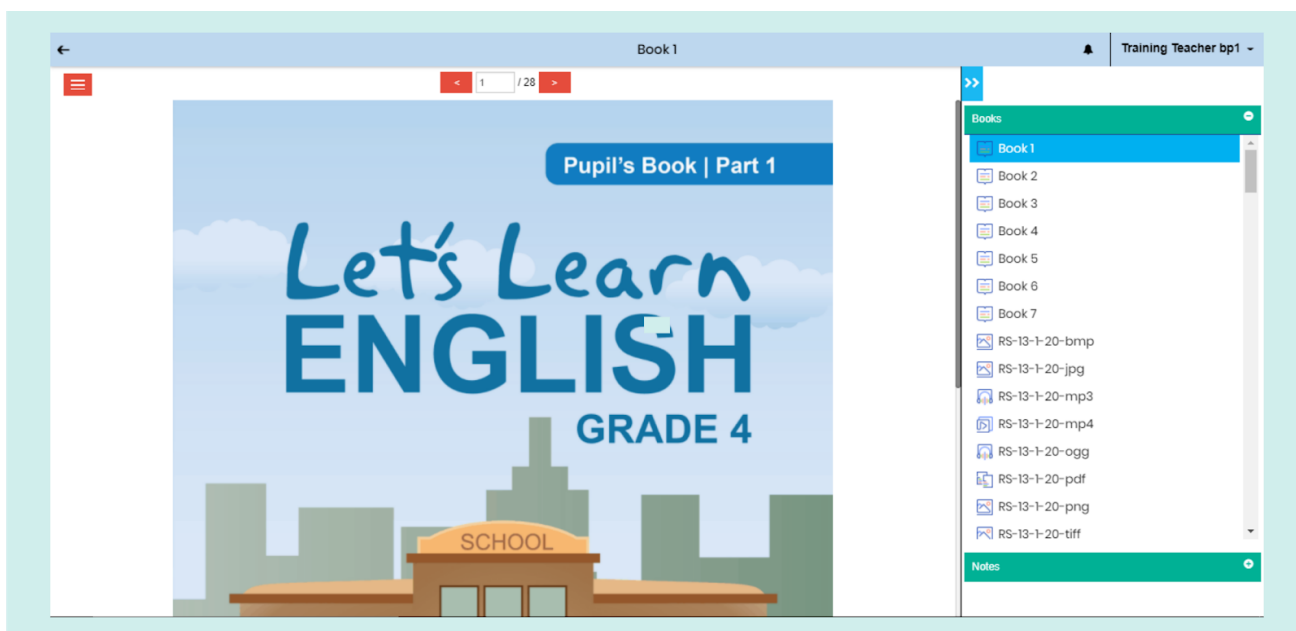 Book 1
Training Teacher bp1
< 1 / 28 >
Pupil's Book | Part 1
Let's Learn
ENGLISH
GRADE 4
SCHOOL
Books
Book 1
Book 2
Book 3
Book 4
Book 5
Book 6
Book 7
RS-13-1-20-bmp
RS-13-1-20-jpg
RS-13-1-20-mp3
RS-13-1-20-mp4
RS-13-1-20-ogg
RS-13-1-20-pdf
RS-13-1-20-png
RS-13-1-20-tiff
Notes